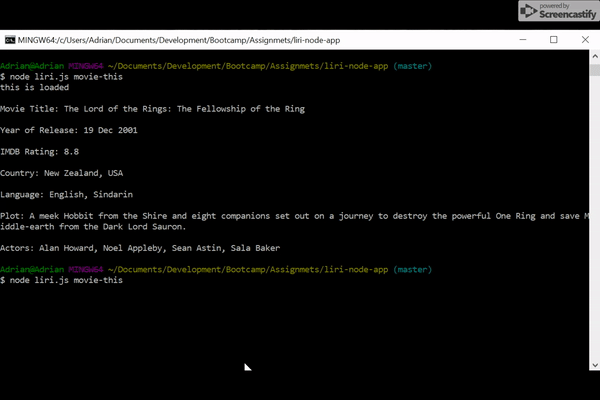 powered by
Screencastify
MINGW64:/c/Users/Adrian/Documents/Development/Bootcamp/Assignmets/liri-node-app
Adrian@Adrian MINGW64 ~/Documents/Development/Bootcamp/Assignmets/liri-node-app (master)
$ node liri.js movie-this
this is loaded
Movie Title: The Lord of the Rings: The Fellowship of the Ring
Year of Release: 19 Dec 2001
IMDB Rating: 8.8
Country: New Zealand, USA
Language: English, Sindarin
Plot: A meek Hobbit from the Shire and eight companions set out on a journey to destroy the powerful One Ring and save M
iddle-earth from the Dark Lord Sauron.
Actors: Alan Howard, Noel Appleby, Sean Astin, Sala Baker
Adrian@Adrian MINGW64 ~/Documents/Development/Bootcamp/Assignmets/liri-node-app (master)
$ node liri.js movie-this